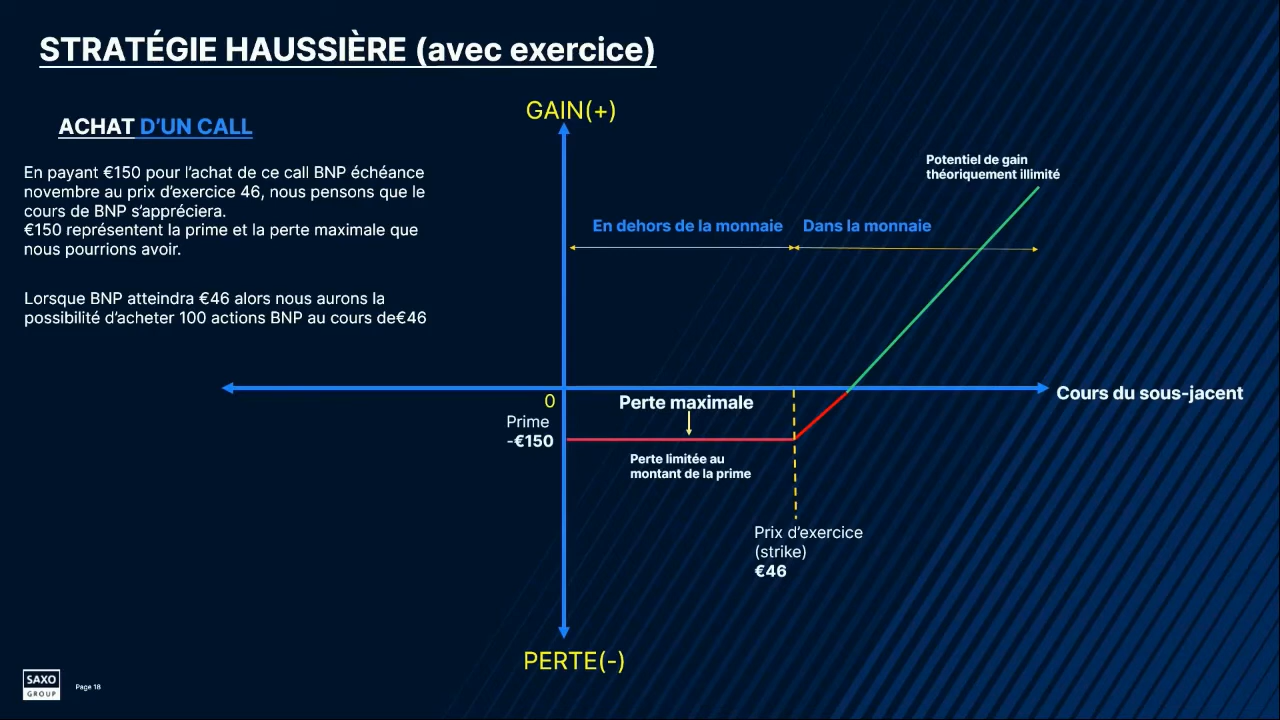 STRATÉGIE HAUSSIÈRE (avec exercice)
ACHAT D'UN CALL
En payant €150 pour l'achat de ce call BNP échéance
novembre au prix d'exercice 46, nous pensons que le
cours de BNP s'appréciera.
€150 représentent la prime et la perte maximale que
nous pourrions avoir.
Lorsque BNP atteindra €46 alors nous aurons la
possibilité d'acheter 100 actions BNP au cours de€46
GAIN(+)
Potentiel de gain
théoriquement illimité
En dehors de la monnaie
Dans la monnaie
Cours du sous-jacent
0
Prime
-€150
Perte maximale
Perte limitée au
montant de la prime
Prix d'exercice
(strike)
€46
PERTE(-)
SAXO
GROUP
Page 18